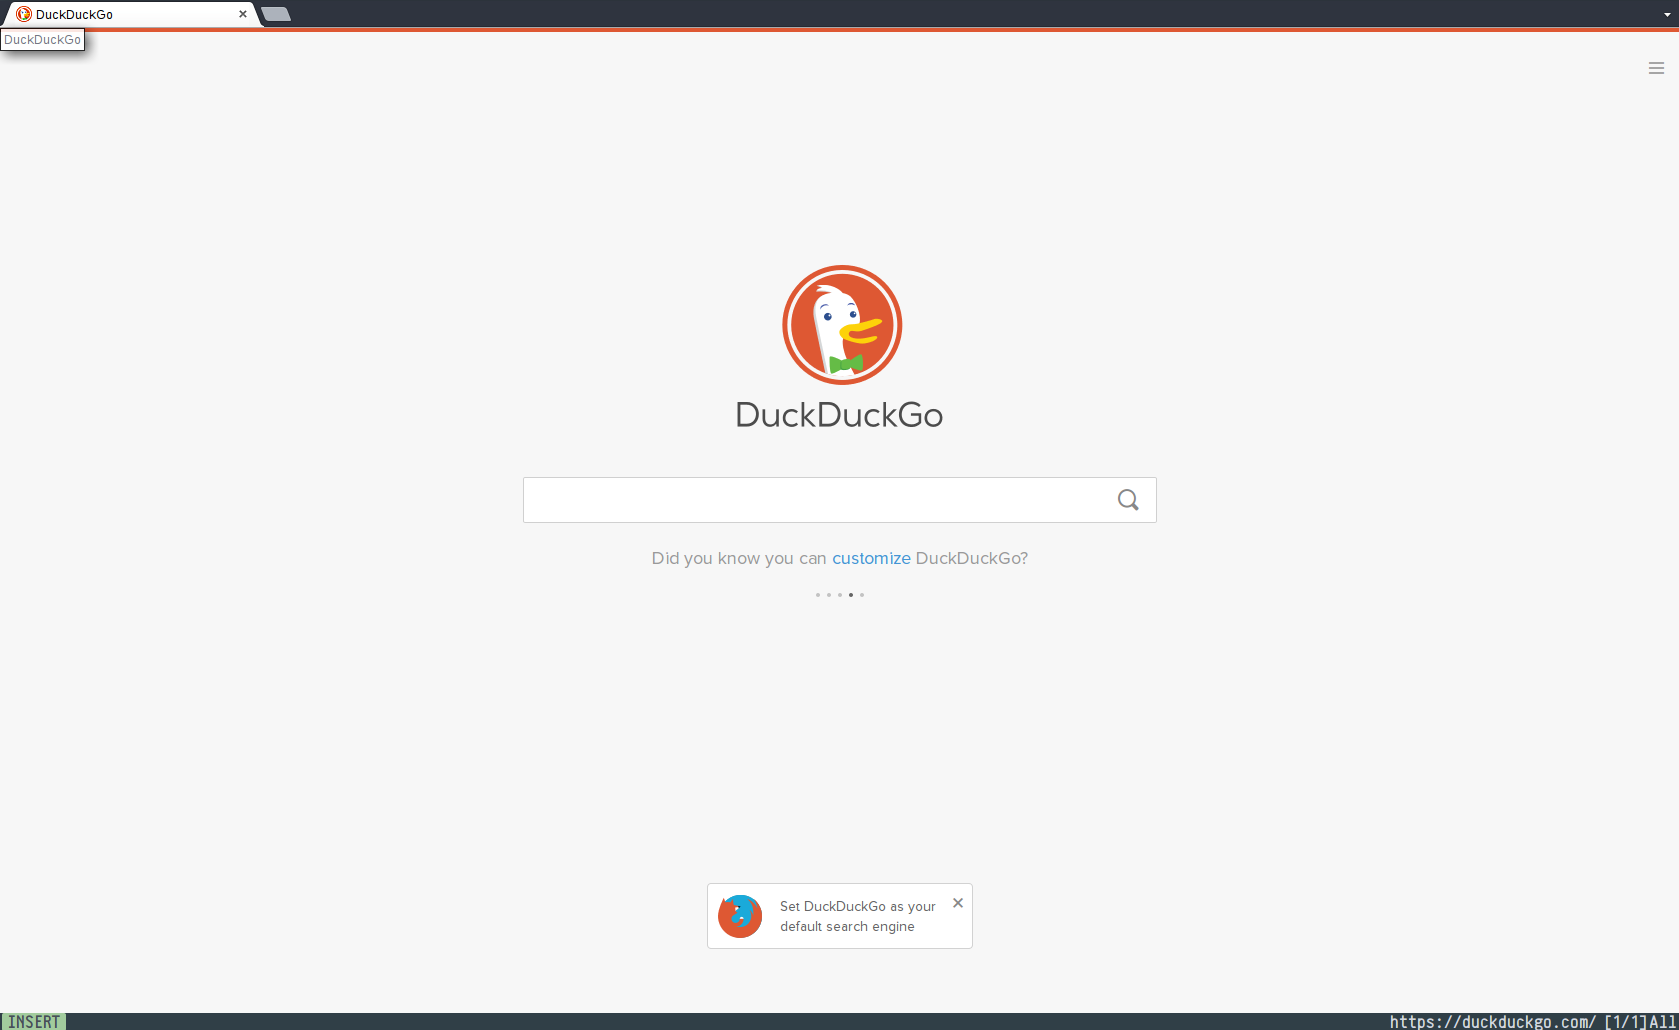 DuckDuckGo
DuckDuckGo
DuckDuckGo
Did you know you can customize DuckDuckGo?
Set DuckDuckGo as your
default search engine
INSERT
https://duckduckgo.com/ [1/1]All